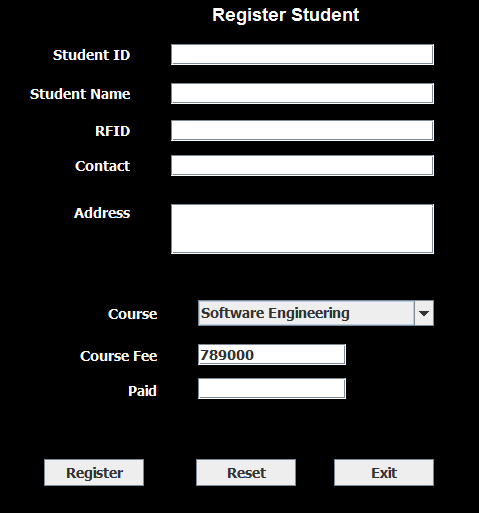 Register Student
Student ID
Student Name
RFID
Contact
Address
Course Software Engineering
Course Fee 789000
Paid
Register Reset Exit